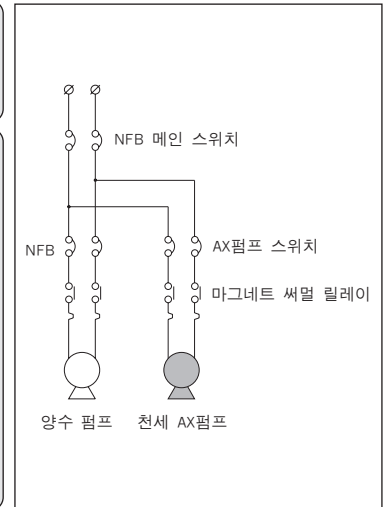 NFB 메인 스위치
NFB
AX펌프 스위치
마그네트 써멀 릴레이
양수 펌프
천세 AX펌프